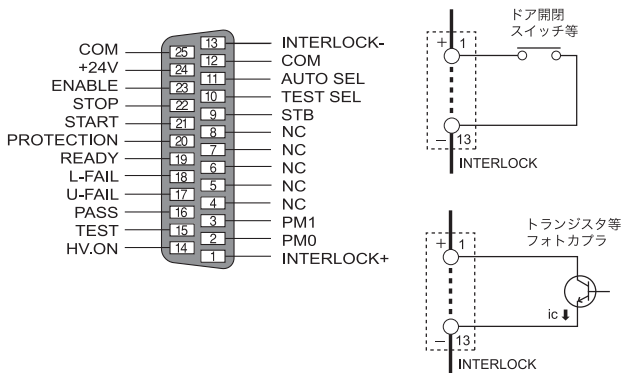 COM 25
+24V 24
ENABLE 23
STOP 22
START 21
PROTECTION 20
READY 19
L-FAIL 18
U-FAIL 17
PASS 16
TEST 15
HV.ON 14
13 INTERLOCK-
12 COM
11 AUTO SEL
10 TEST SEL
9 STB
8 NC
7 NC
6 NC
5 NC
4 NC
3 PM1
2 PM0
1 INTERLOCK+
ドア開閉
スイッチ等
+ 1
− 13
INTERLOCK
トランジスタ等
フォトカプラ
+ 1
ic
− 13
INTERLOCK